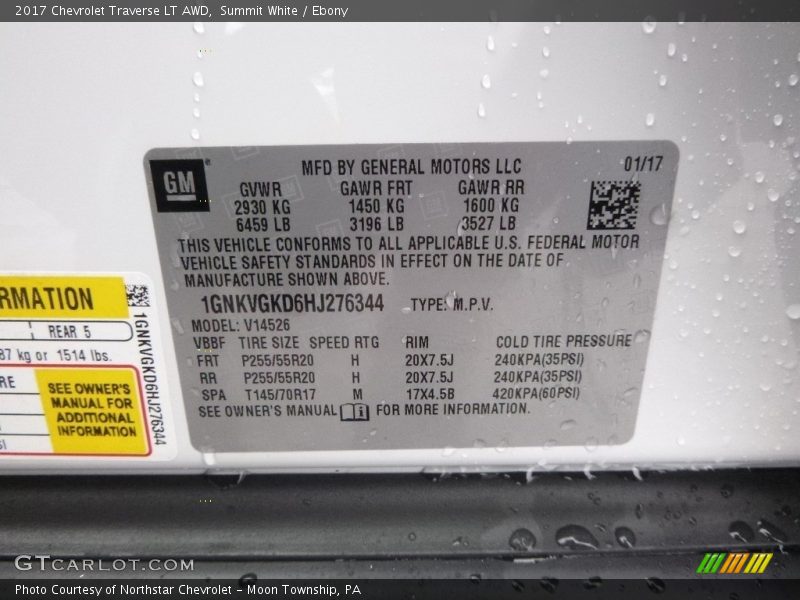 2017 Chevrolet Traverse LT AWD, Summit White / Ebony
GM
MFD BY GENERAL MOTORS LLC 01/17
GVWR GAWR FRT GAWR RR
2930 KG 1450 KG 1600 KG
6459 LB 3196 LB 3527 LB
THIS VEHICLE CONFORMS TO ALL APPLICABLE U.S. FEDERAL MOTOR
VEHICLE SAFETY STANDARDS IN EFFECT ON THE DATE OF
MANUFACTURE SHOWN ABOVE.
1GNKVGKD6HJ276344 TYPE: M.P.V.
MODEL: V14526
VBBF TIRE SIZE SPEED RTG RIM COLD TIRE PRESSURE
FRT P255/55R20 H 20X7.5J 240KPA(35PSI)
RR P255/55R20 H 20X7.5J 240KPA(35PSI)
SPA T145/70R17 M 17X4.5B 420KPA(60PSI)
SEE OWNER'S MANUAL FOR MORE INFORMATION.
RMATION
REAR 5
87 kg or 1514 lbs.
RE
SEE OWNER'S
MANUAL FOR
ADDITIONAL
INFORMATION
1GNKVGKD6HJ276344
GTCARLOT.COM
Photo Courtesy of Northstar Chevrolet - Moon Township, PA